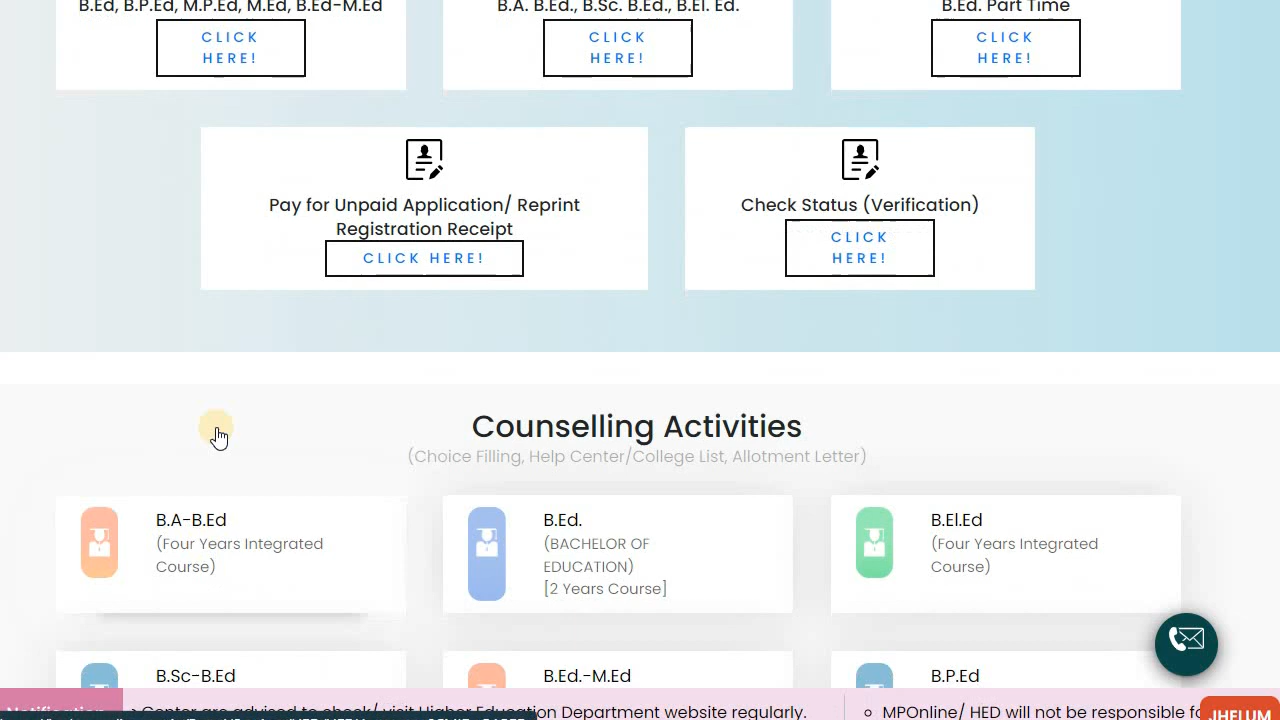 B.Ed, B.P.Ed, M.P.Ed, M.Ed, B.Ed-M.Ed
CLICK
HERE!
B.A. B.Ed., B.Sc. B.Ed., B.El. Ed.
CLICK
HERE!
B.Ed. Part Time
CLICK
HERE!
Pay for Unpaid Application/ Reprint
Registration Receipt
CLICK HERE!
Check Status (Verification)
CLICK
HERE!
Counselling Activities
(Choice Filling, Help Center/College List, Allotment Letter)
B.A-B.Ed
(Four Years Integrated
Course)
B.Ed.
(BACHELOR OF
EDUCATION)
[2 Years Course]
B.El.Ed
(Four Years Integrated
Course)
B.Sc-B.Ed
B.Ed.-M.Ed
B.P.Ed
Notification
Center are advised to check/ visit Higher Education Department website regularly.
MPOnline/ HED will not be responsible
JHELUM